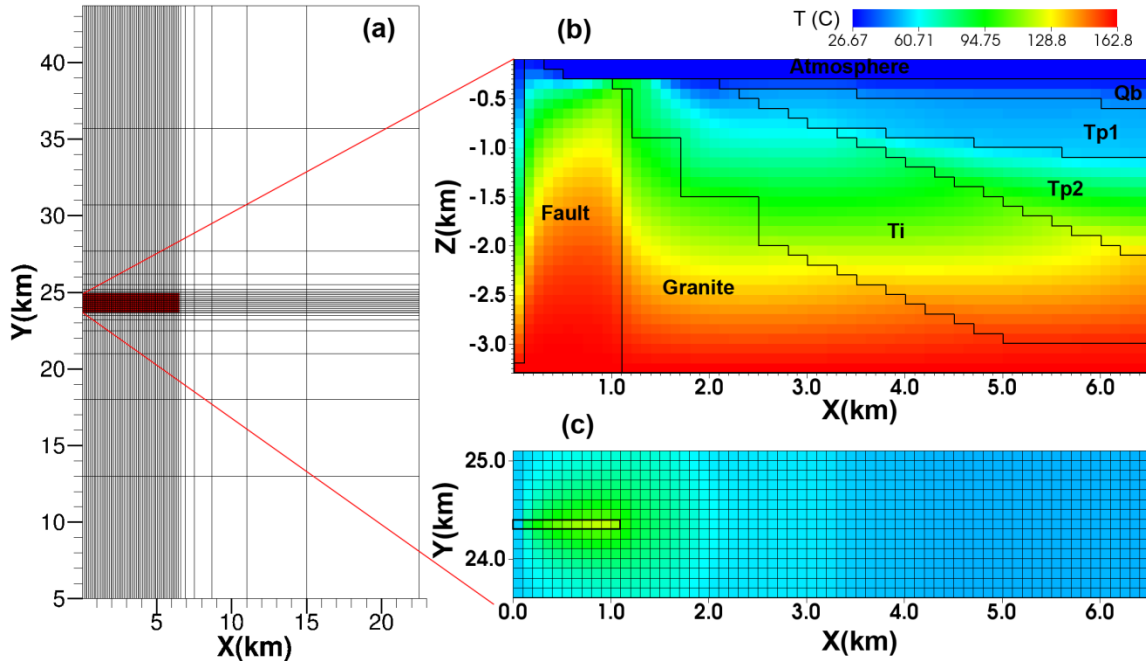 (a)
40
35
30
25
20
15
10
5
Y(km)
5 10 15 20
X(km)
T (C)
26.67 60.71 94.75 128.8 162.8
(b)
Atmosphere
Qb
Tp1
Tp2
Fault
Ti
Granite
-0.5
-1.0
-1.5
-2.0
-2.5
-3.0
Z(km)
1.0 2.0 3.0 4.0 5.0 6.0
X(km)
(c)
25.0
24.0
Y(km)
0.0 1.0 2.0 3.0 4.0 5.0 6.0
X(km)